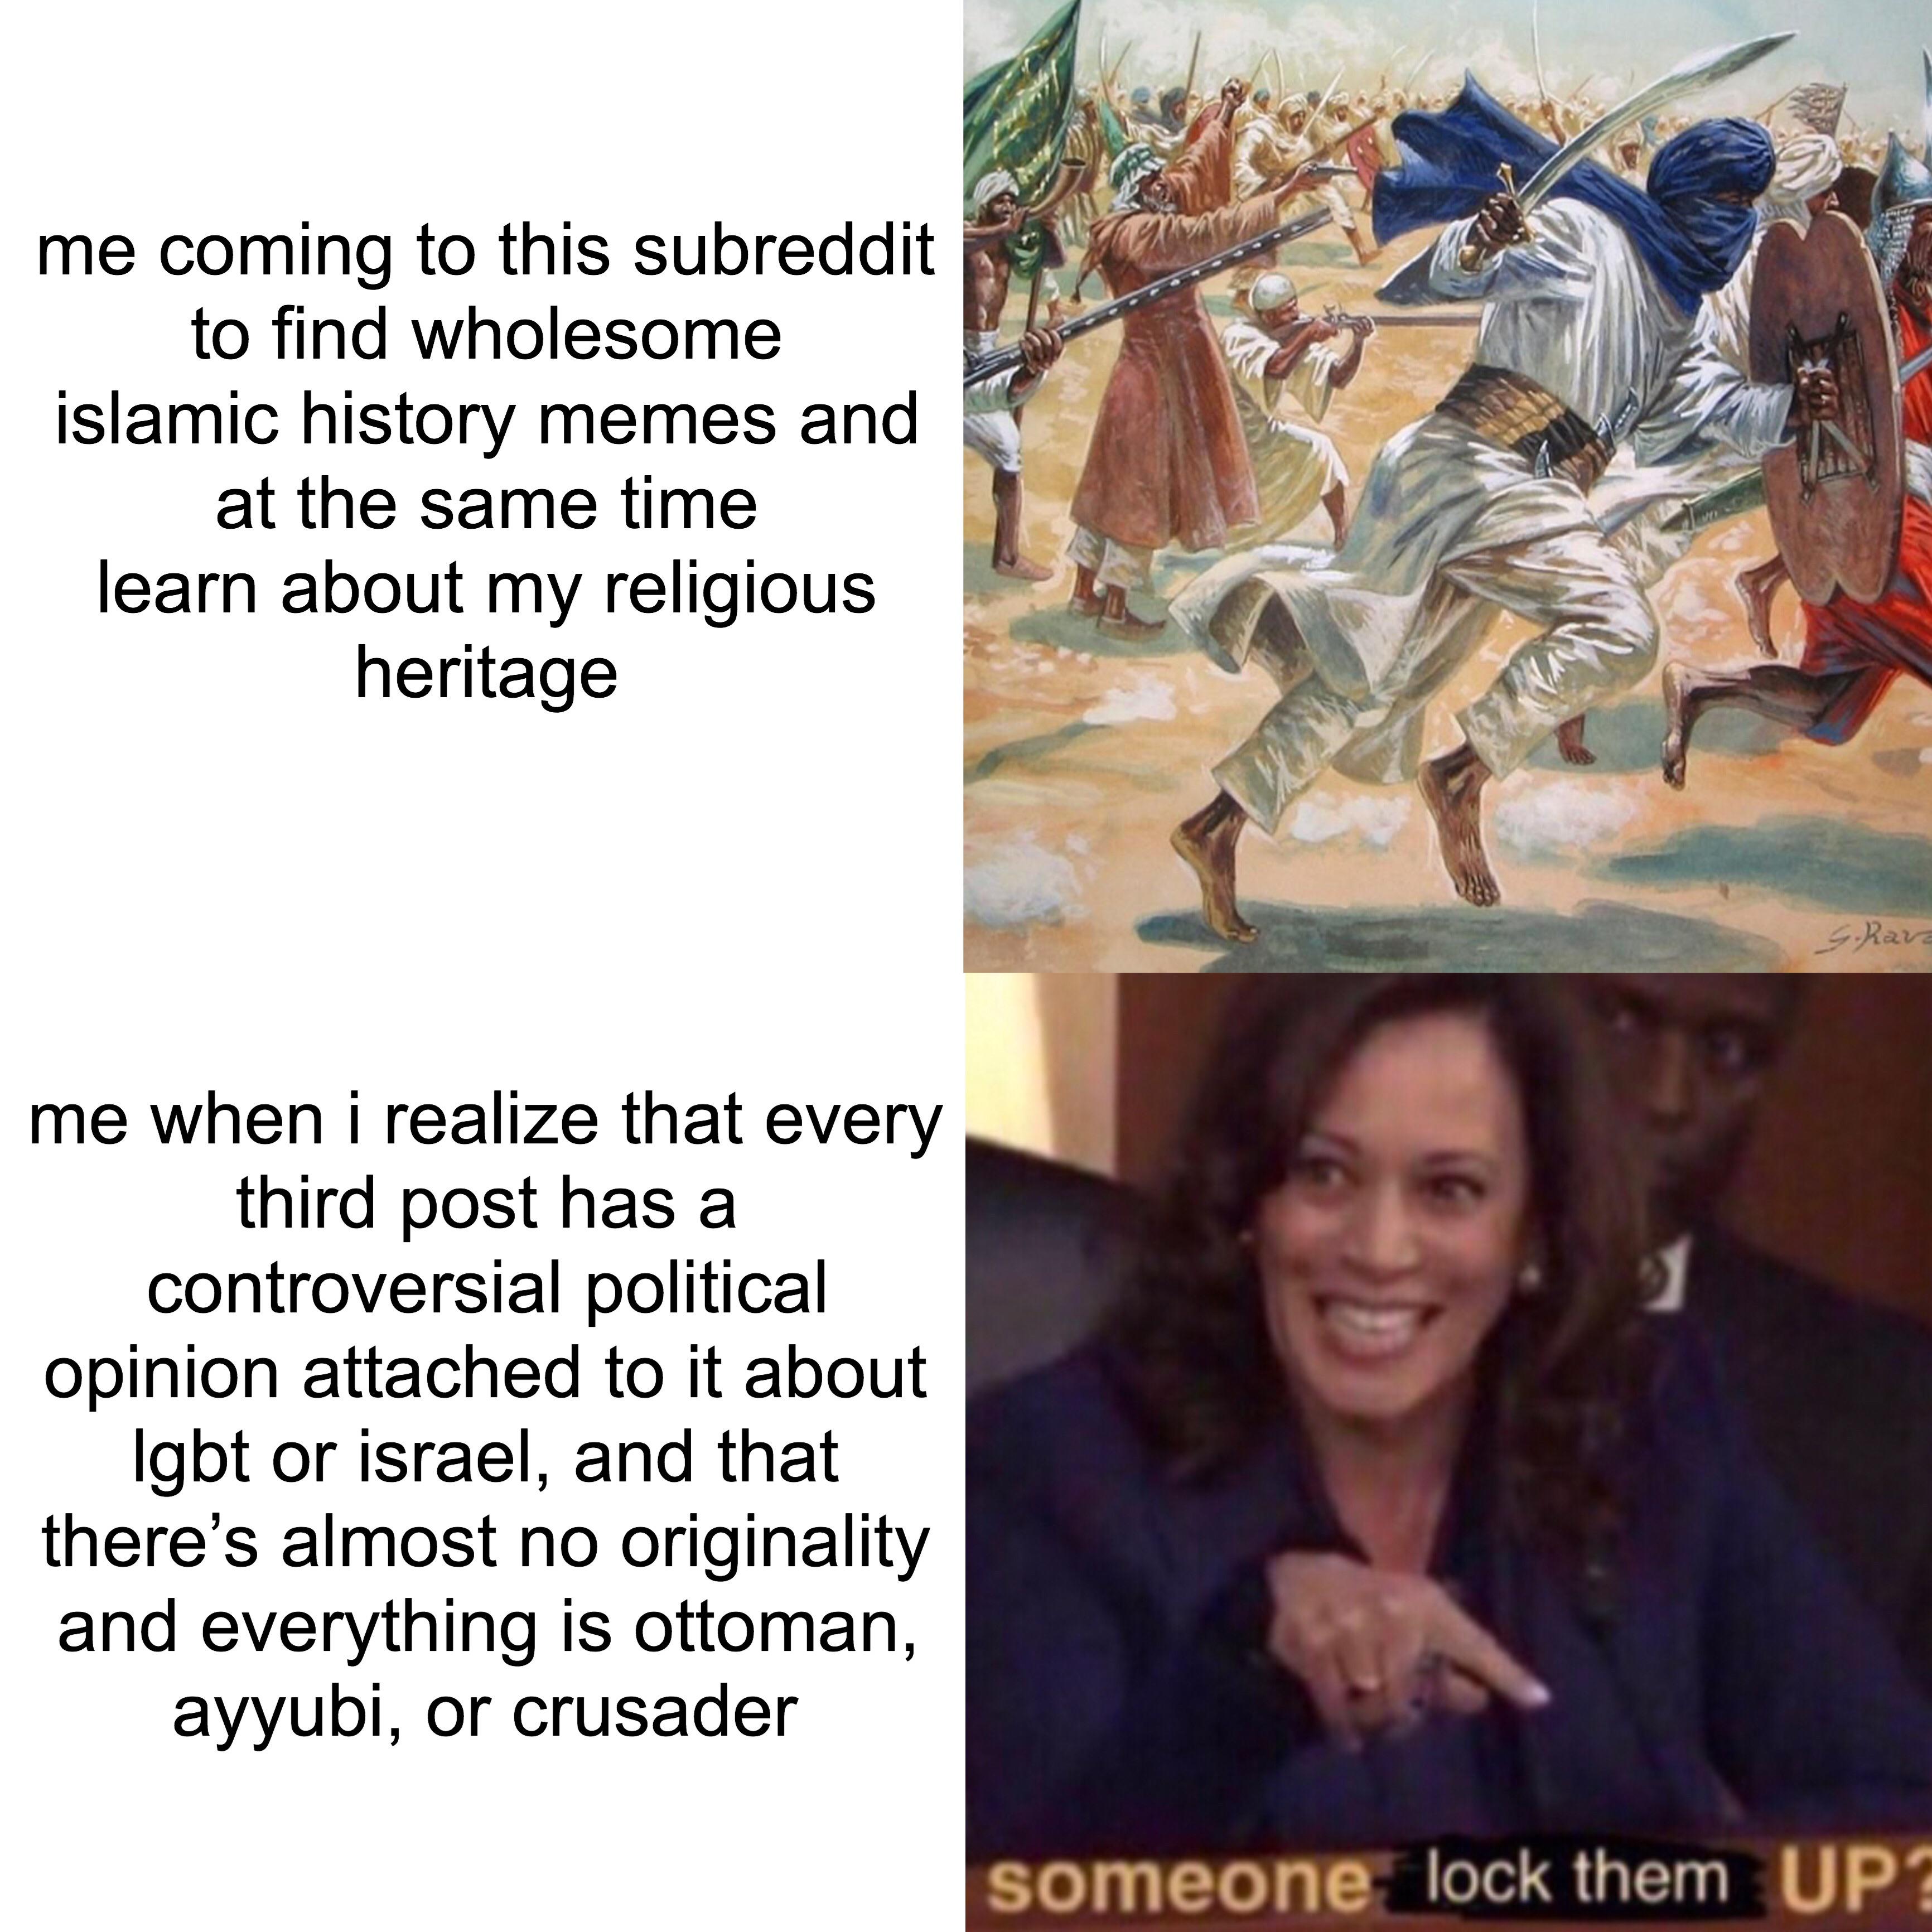 me coming to this subreddit
to find wholesome
islamic history memes and
at the same time
learn about my religious
heritage
me when i realize that every
third post has a
controversial political
opinion attached to it about
lgbt or israel, and that
there's almost no originality
and everything is ottoman,
ayyubi, or crusader
someone lock them UP?